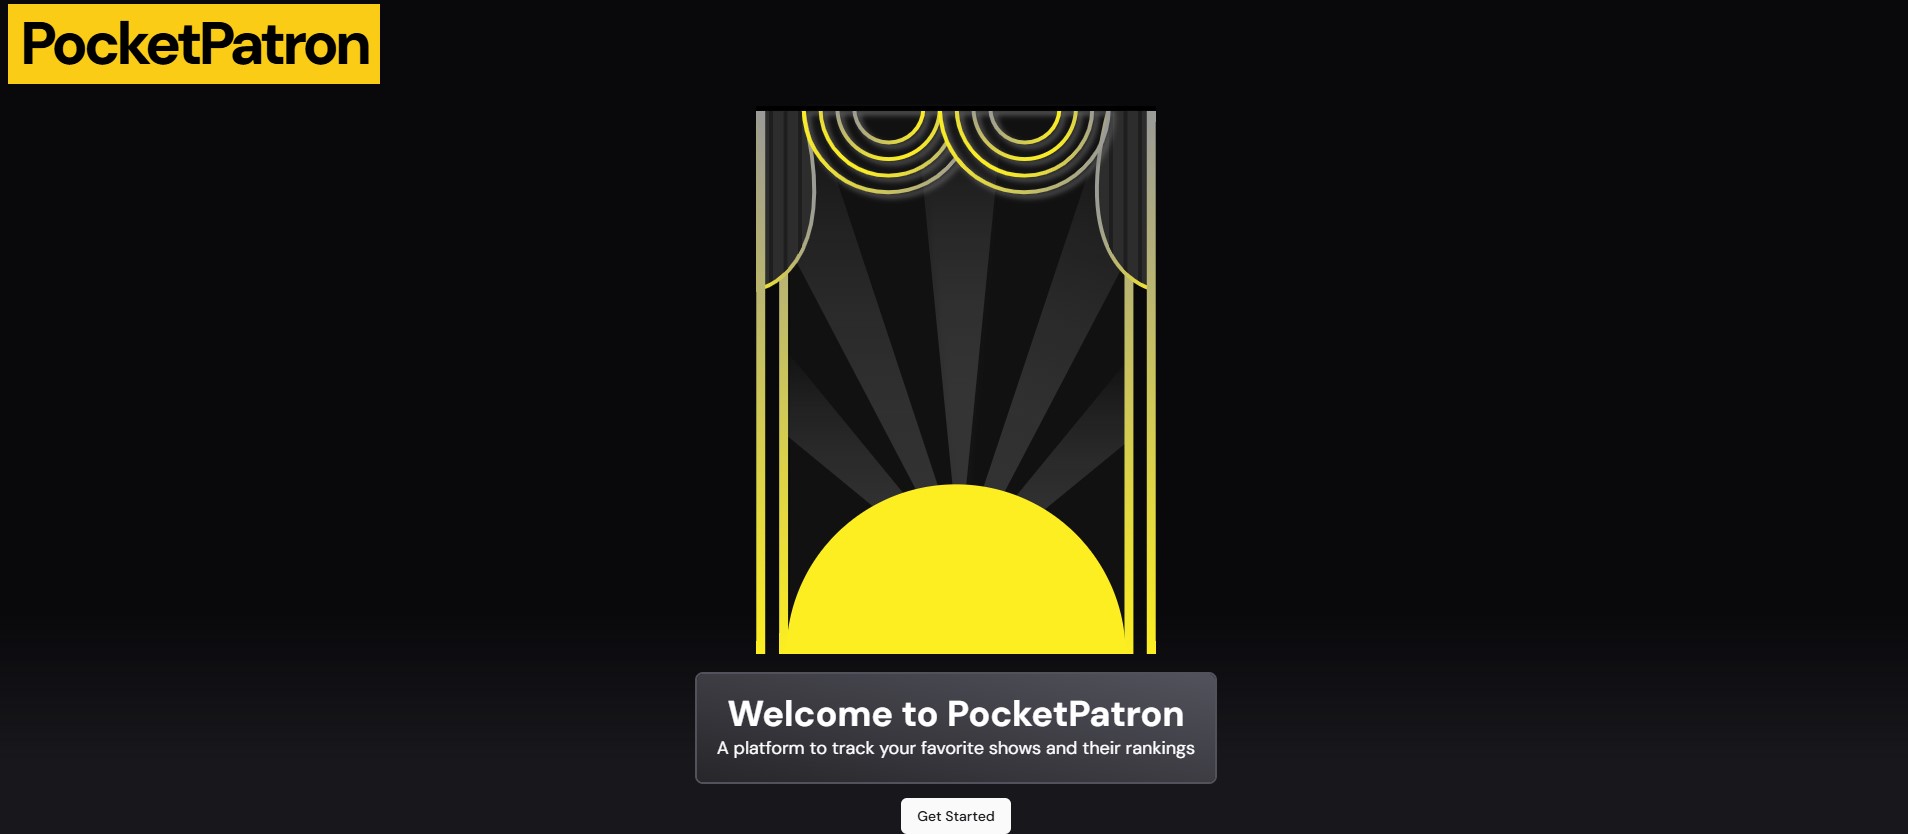 PocketPatron
Welcome to PocketPatron
A platform to track your favorite shows and their rankings
Get Started